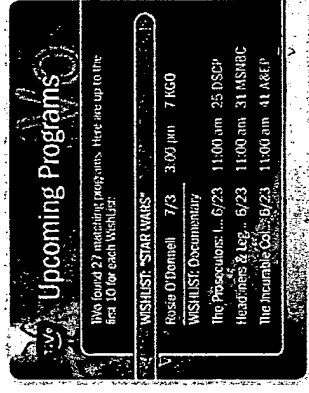 TiVo
Upcoming Programs
TiVo found 27 matching programs. Here are up to the
first 10 for each WishList:
WISHLIST: "STAR WARS"
Rosie O'Donnell 7/3 3:00 pm 7 KGO
WISHLIST: Documentary
The Prosecutors: I... 6/23 11:00 am 25 DSCP
Headliners & Leg... 6/23 11:00 am 31 MSNBC
The Incurable Col... 6/23 11:00 am 41 A&EP